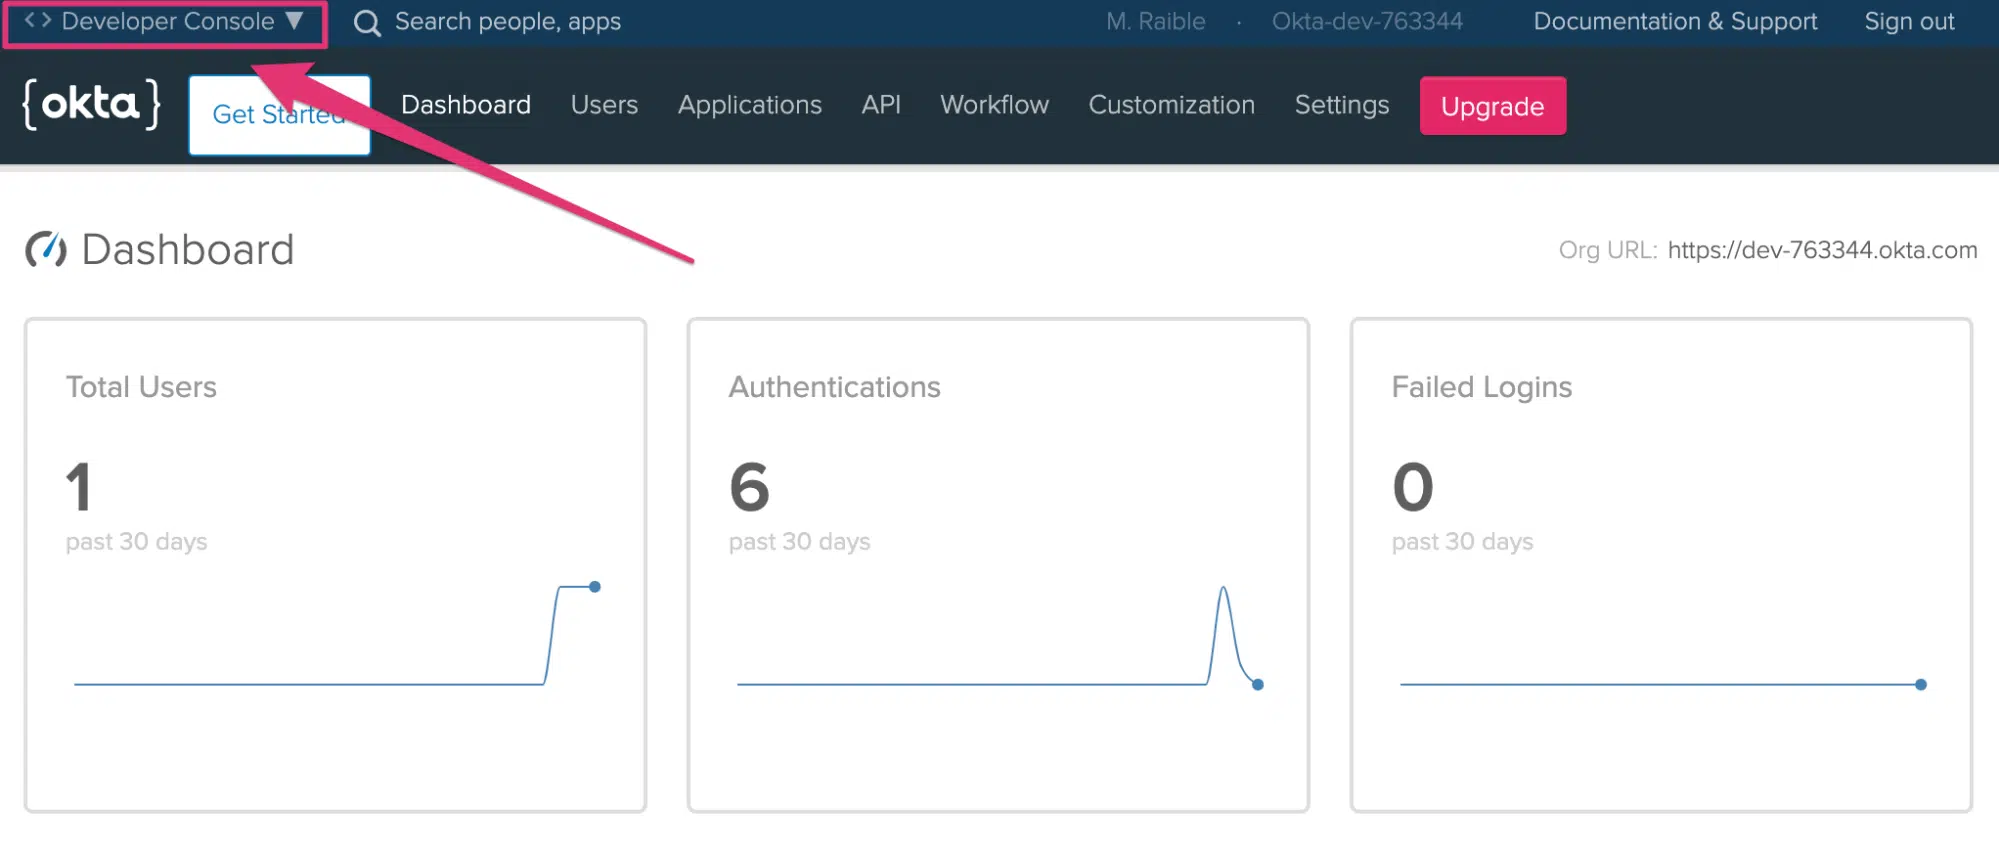 <> Developer Console ▼ Search people, apps M. Raible · Okta-dev-763344 Documentation & Support Sign out
{okta} Get Started Dashboard Users Applications API Workflow Customization Settings Upgrade
Dashboard Org URL: https://dev-763344.okta.com
Total Users
1
past 30 days
Authentications
6
past 30 days
Failed Logins
0
past 30 days